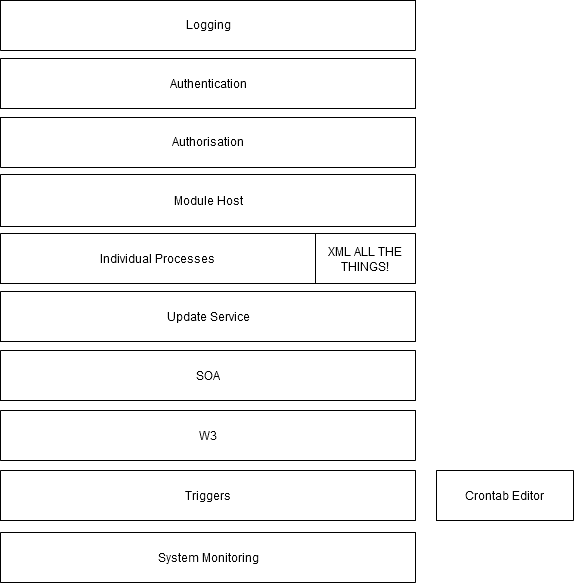 Logging
Authentication
Authorisation
Module Host
Individual Processes
XML ALL THE
THINGS!
Update Service
SOA
W3
Triggers
Crontab Editor
System Monitoring